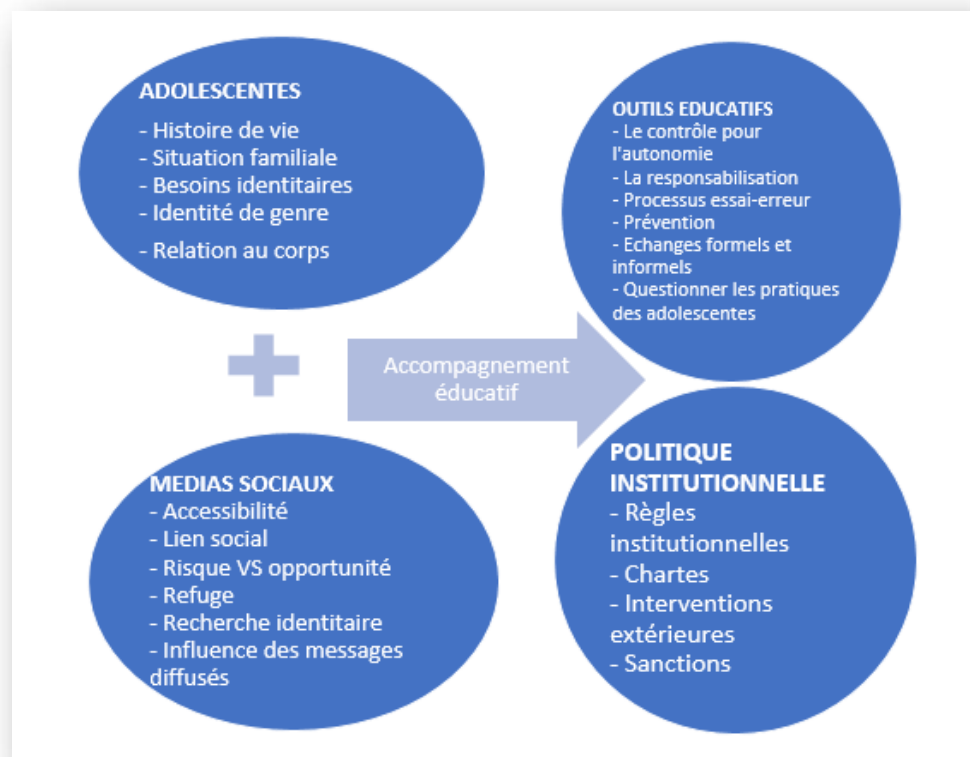 ADOLESCENTES
- Histoire de vie
- Situation familiale
- Besoins identitaires
- Identité de genre
- Relation au corps
MEDIAS SOCIAUX
- Accessibilité
- Lien social
- Risque VS opportunité
- Refuge
- Recherche identitaire
- Influence des messages
diffusés
Accompagnement
éducatif
OUTILS EDUCATIFS
- Le contrôle pour
l'autonomie
- La responsabilisation
- Processus essai-erreur
- Prévention
- Echanges formels et
informels
- Questionner les pratiques
des adolescentes
POLITIQUE
INSTITUTIONNELLE
- Règles
institutionnelles
- Chartes
- Interventions
extérieures
- Sanctions